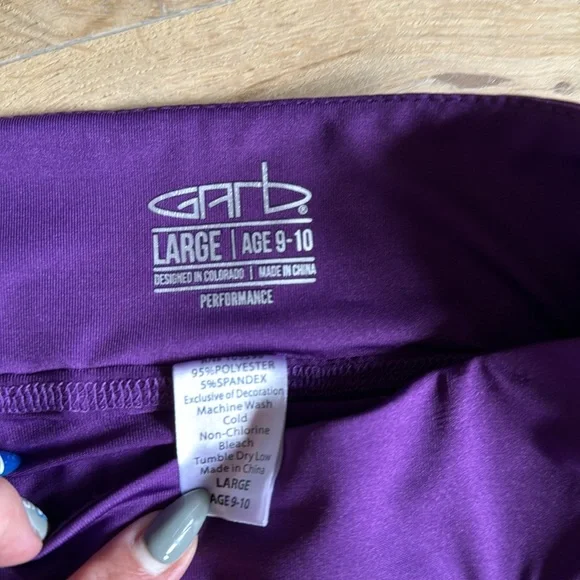 GARB®
LARGE | AGE 9-10
DESIGNED IN COLORADO | MADE IN CHINA
PERFORMANCE
95%POLYESTER
5%SPANDEX
Exclusive of Decoration
Machine Wash
Cold
Non-Chlorine
Bleach
Tumble Dry Low
Made in China
LARGE
AGE 9-10